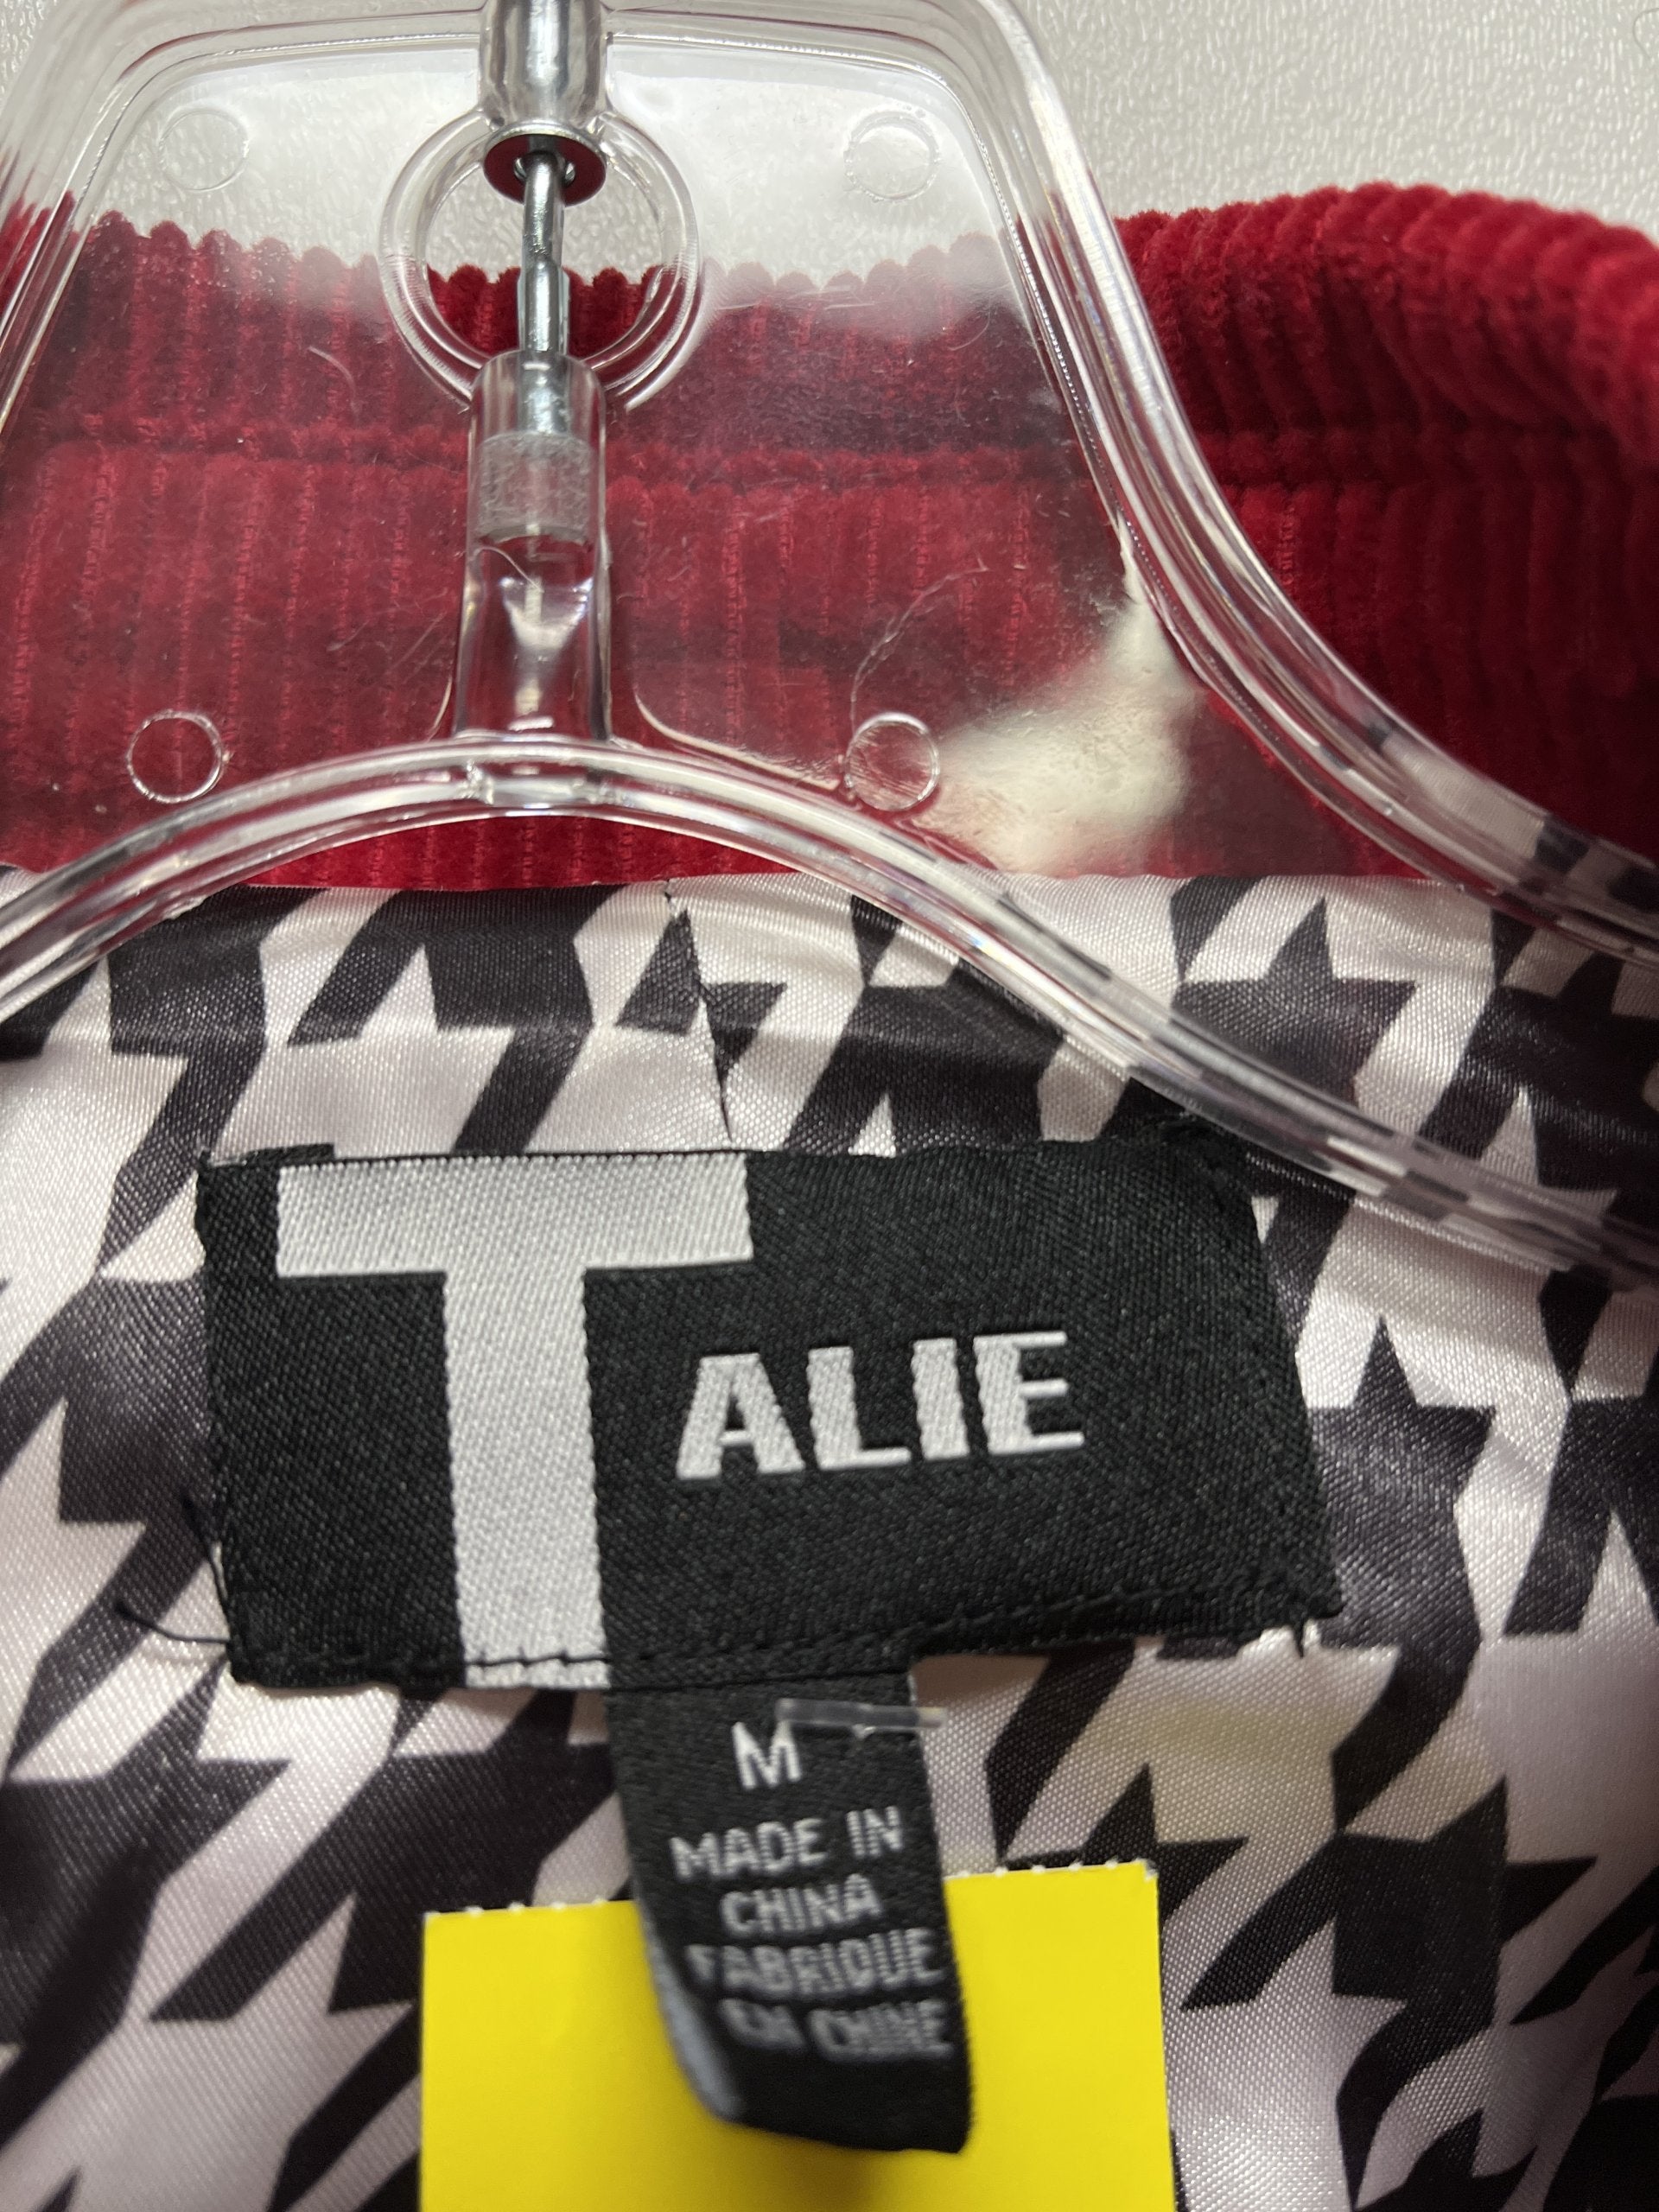 TALIE
M
MADE IN
CHINA
FABRIQUE
EN CHINE